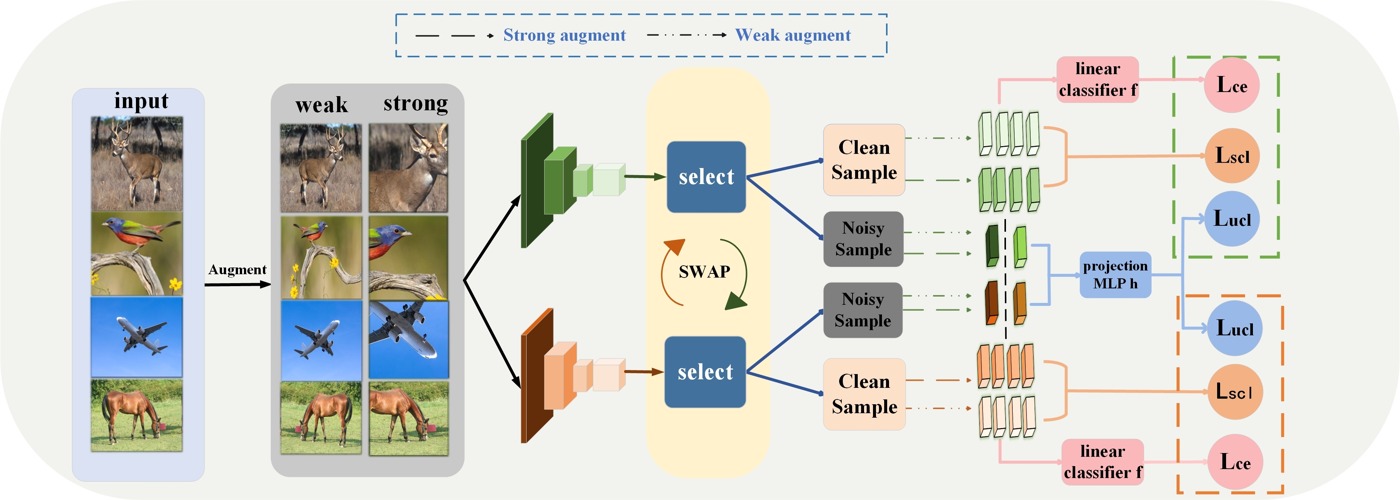 Strong augment
Weak augment
input
weak
strong
Augment
select
SWAP
select
Clean
Sample
Noisy
Sample
Noisy
Sample
Clean
Sample
linear
classifier f
projection
MLP h
linear
classifier f
Lce
Lscl
Lucl
Lucl
Lscl
Lce